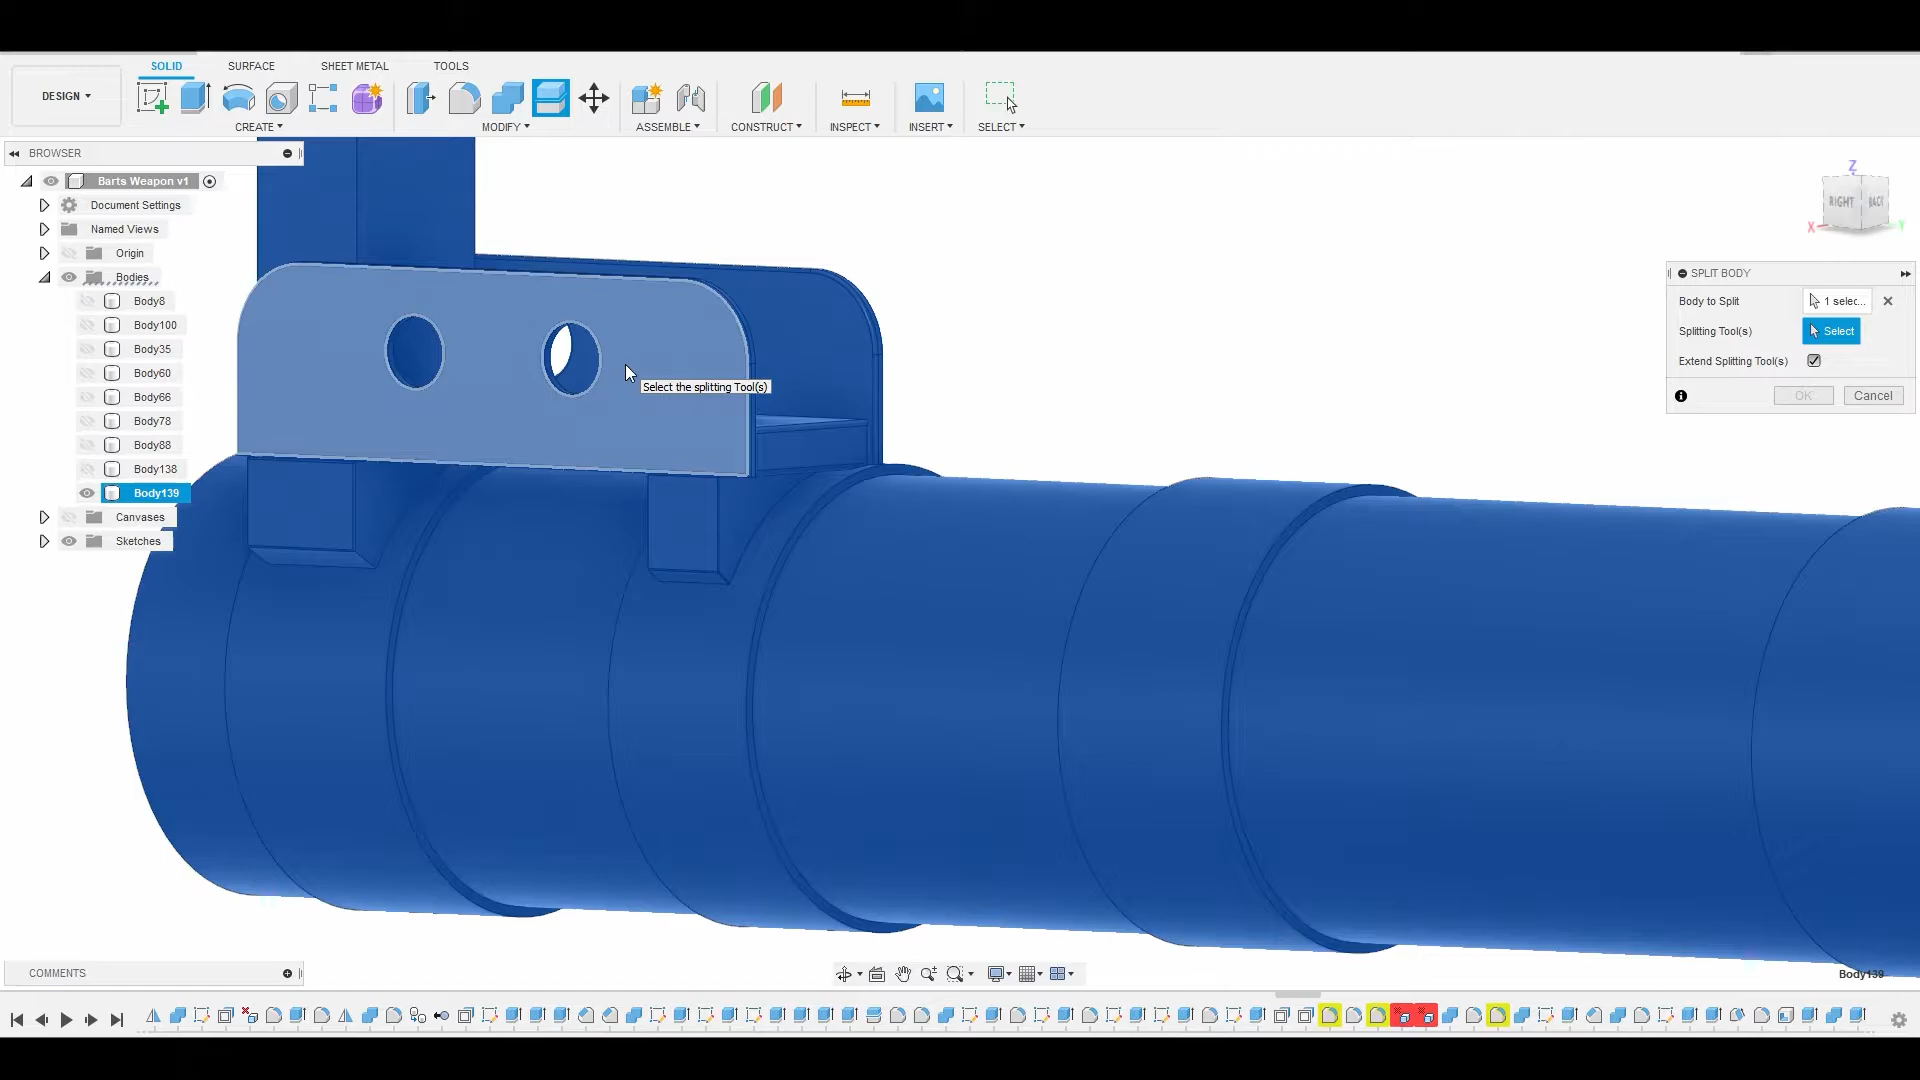 SOLID
SURFACE
SHEET METAL
TOOLS
DESIGN
CREATE
MODIFY
ASSEMBLE
CONSTRUCT
INSPECT
INSERT
SELECT
BROWSER
Barts Weapon v1
Document Settings
Named Views
Origin
Bodies
Body8
Body100
Body35
Body60
Body66
Body78
Body88
Body138
Body139
Canvases
Sketches
Z
RIGHT
BACK
X
Y
SPLIT BODY
Body to Split
1 selec...
Splitting Tool(s)
Select
Extend Splitting Tool(s)
OK
Cancel
Select the splitting Tool(s)
COMMENTS
Body139